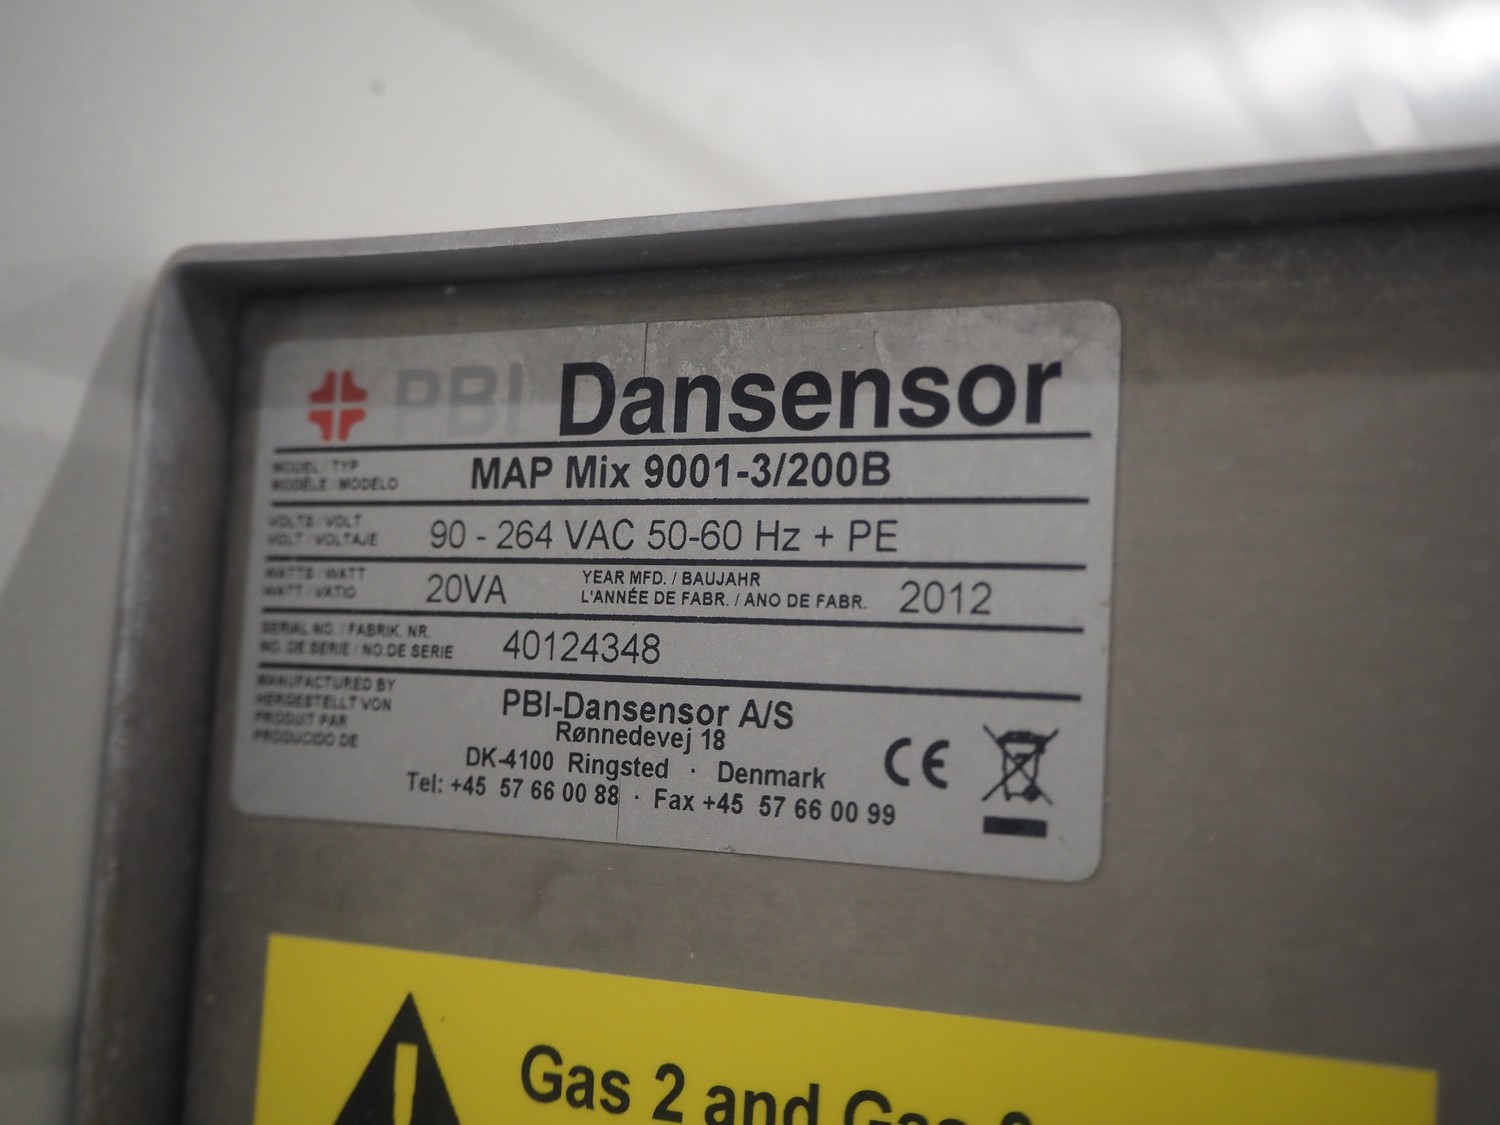 PBI Dansensor
MODEL / TYP
MODÈLE / MODELO
MAP Mix 9001-3/200B
VOLTS / VOLT
VOLT / VOLTAJE
90 - 264 VAC 50-60 Hz + PE
WATTS / WATT
WATT / VATIO
20VA
YEAR MFD. / BAUJAHR
L'ANNÉE DE FABR. / ANO DE FABR.
2012
SERIAL NO. / FABRIK. NR.
NO. DE SERIE / NO.DE SERIE
40124348
MANUFACTURED BY
HERGESTELLT VON
PRODUIT PAR
PRODUCIDO DE
PBI-Dansensor A/S
Rønnedevej 18
DK-4100 Ringsted · Denmark
Tel: +45 57 66 00 88 · Fax +45 57 66 00 99
CE
Gas 2 and Gas